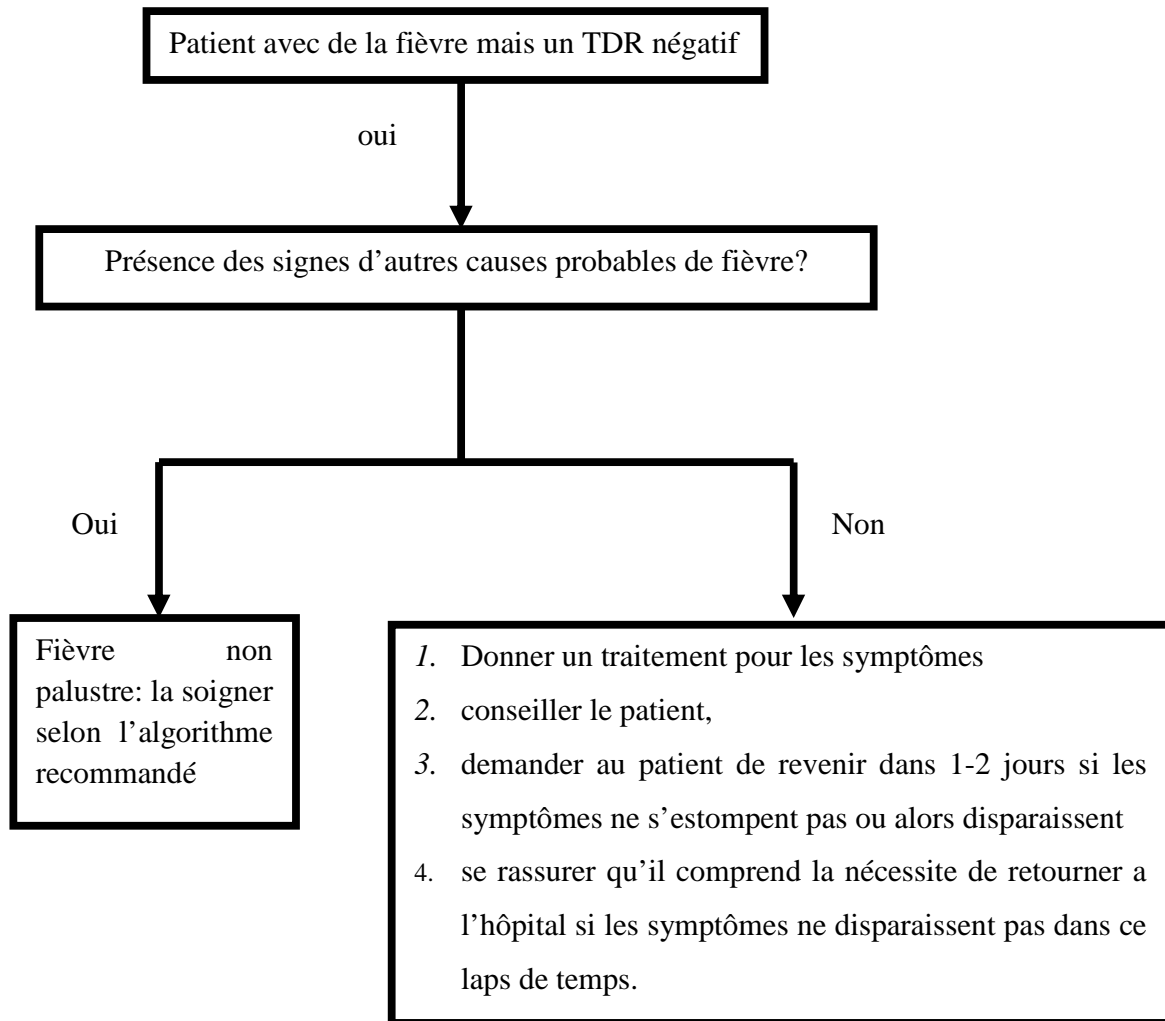 Patient avec de la fièvre mais un TDR négatif
oui
Présence des signes d’autres causes probables de fièvre?
Oui
Non
Fièvre non
palustre: la soigner
selon l’algorithme
recommandé
1. Donner un traitement pour les symptômes
2. conseiller le patient,
3. demander au patient de revenir dans 1-2 jours si les
symptômes ne s’estompent pas ou alors disparaissent
4. se rassurer qu’il comprend la nécessite de retourner a
l’hôpital si les symptômes ne disparaissent pas dans ce
laps de temps.